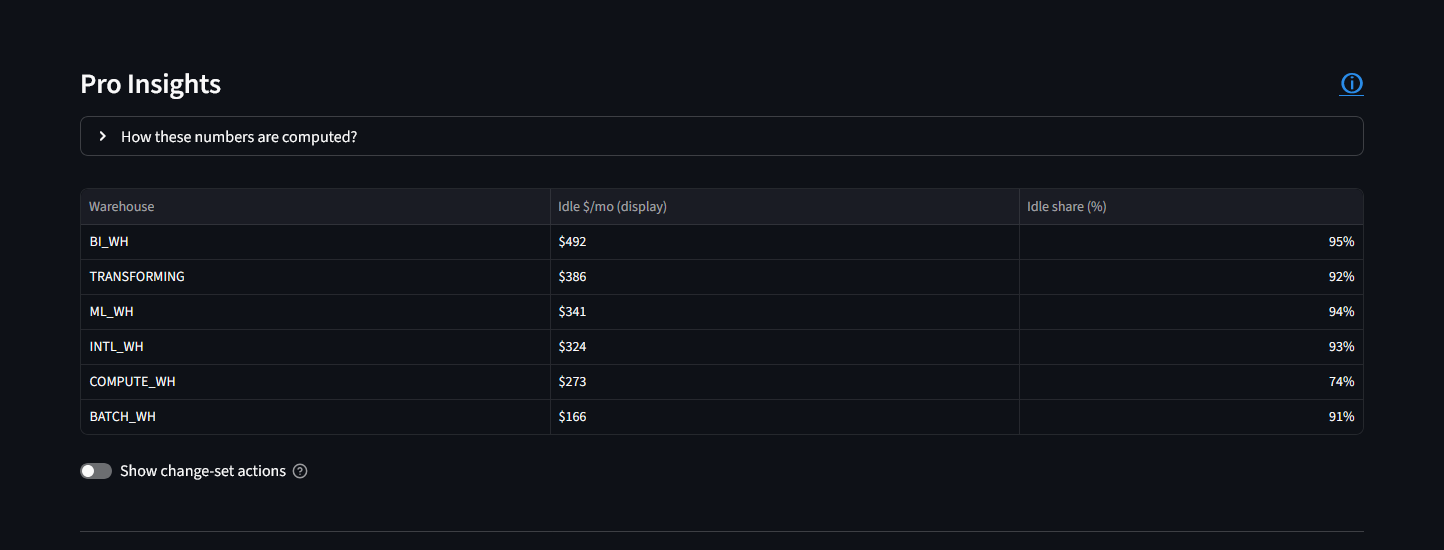 Pro Insights
How these numbers are computed?
Warehouse Idle $/mo (display) Idle share (%)
BI_WH $492 95%
TRANSFORMING $386 92%
ML_WH $341 94%
INTL_WH $324 93%
COMPUTE_WH $273 74%
BATCH_WH $166 91%
Show change-set actions